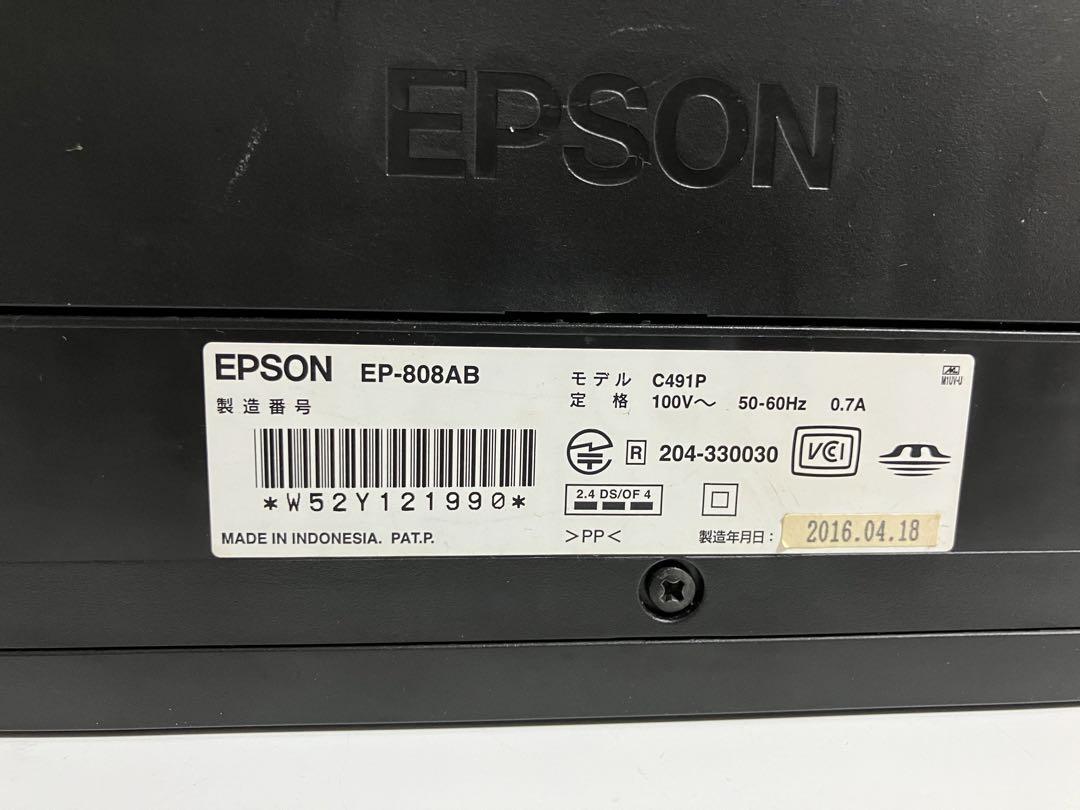 EPSON
EPSON EP-808AB
製造番号
*W52Y121990*
MADE IN INDONESIA. PAT.P.
モデル C491P
定格 100V～ 50-60Hz 0.7A
R 204-330030
VCCI
2.4 DS/OF 4
>PP<
製造年月日: 2016.04.18
M1UV-U